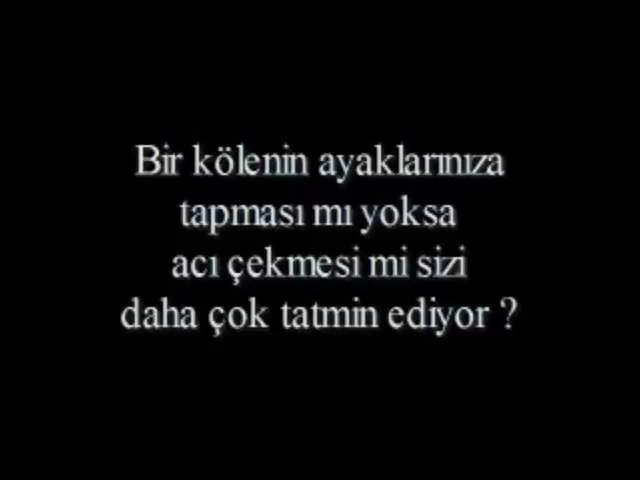 Bir kölenin ayaklarınıza
tapması mı yoksa
acı çekmesi mi sizi
daha çok tatmin ediyor ?